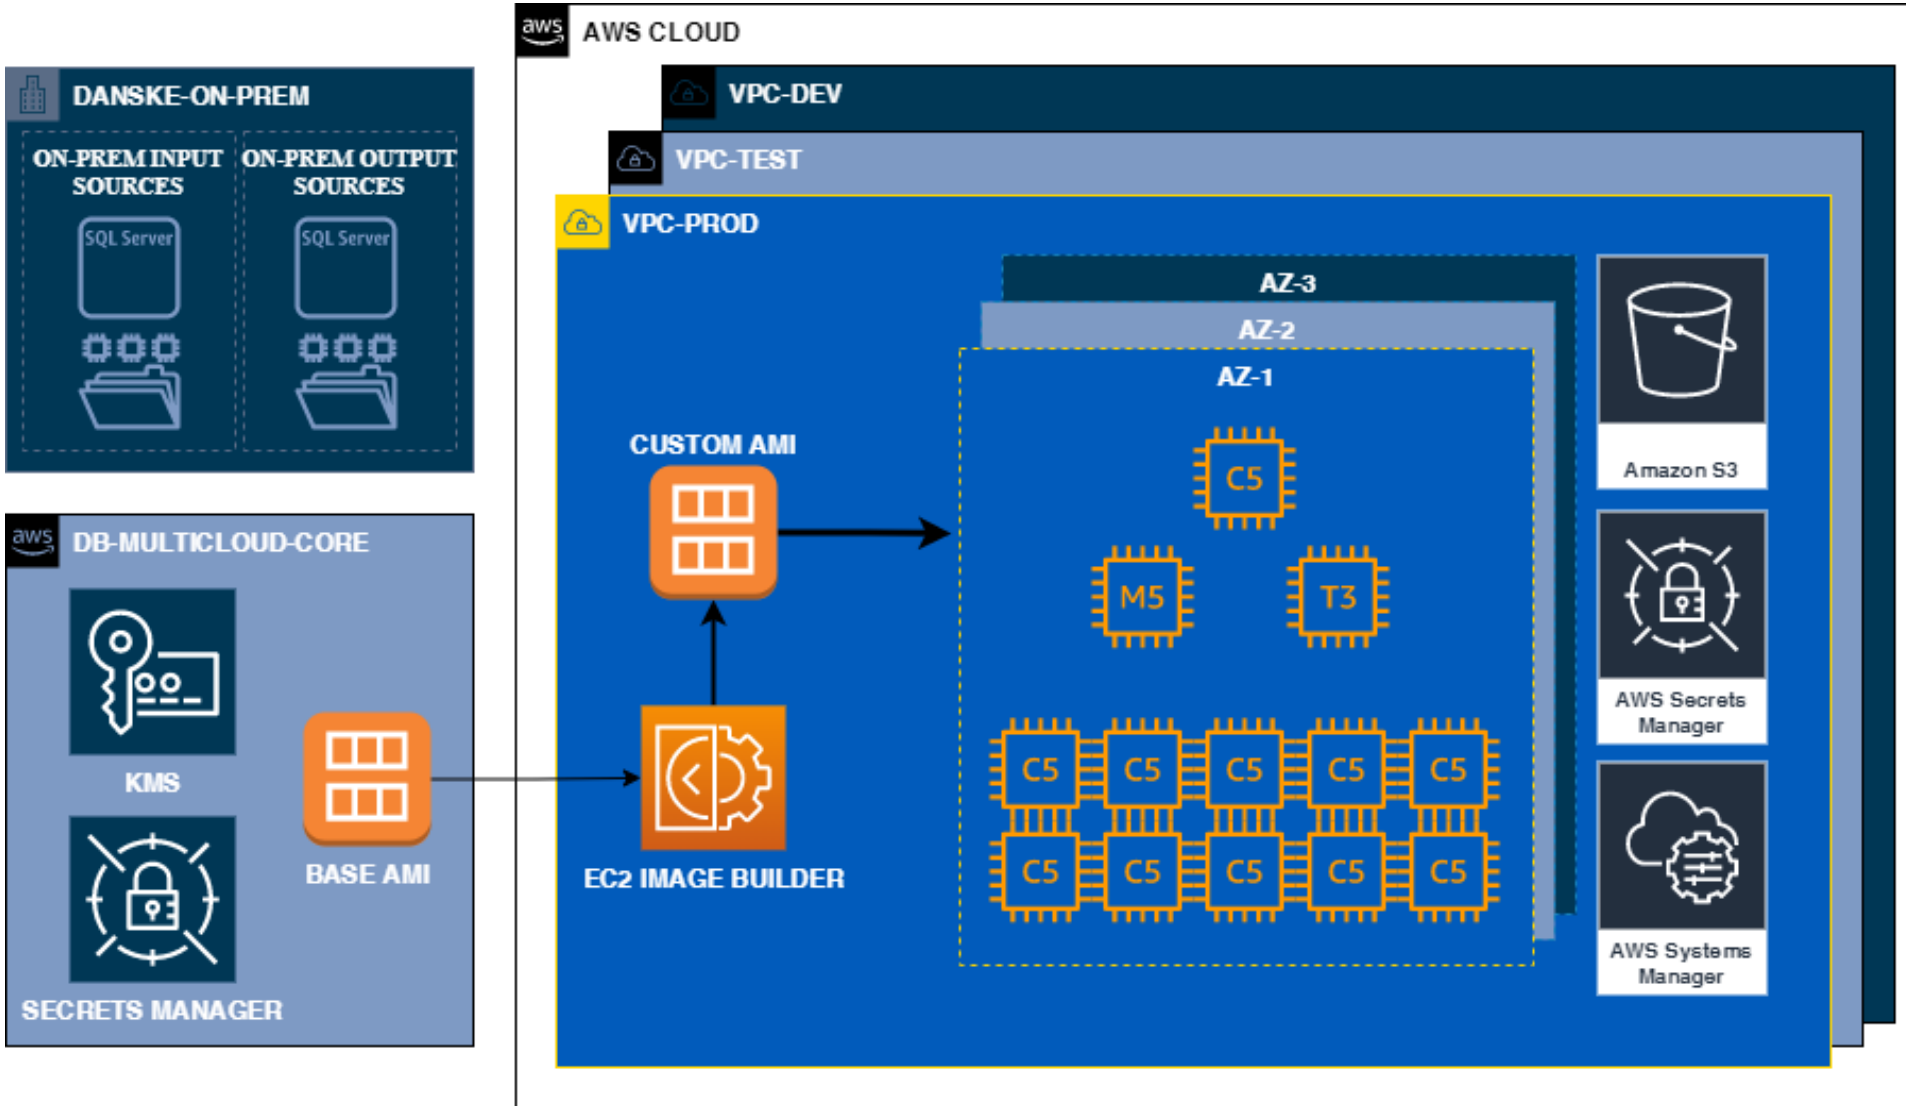 aws
AWS CLOUD
DANSKE-ON-PREM
ON-PREM INPUT
SOURCES
SQL Server
ON-PREM OUTPUT
SOURCES
SQL Server
aws
DB-MULTICLOUD-CORE
KMS
SECRETS MANAGER
BASE AMI
VPC-DEV
VPC-TEST
VPC-PROD
CUSTOM AMI
EC2 IMAGE BUILDER
AZ-3
AZ-2
AZ-1
C5
M5
T3
C5
C5
C5
C5
C5
C5
C5
C5
C5
C5
Amazon S3
AWS Secrets
Manager
AWS Systems
Manager